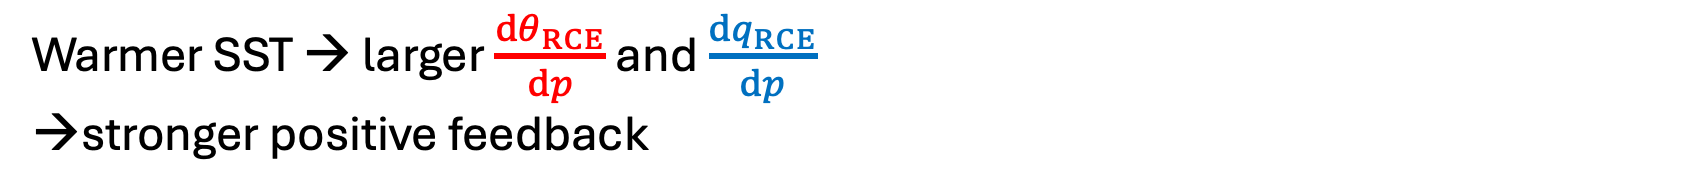 Warmer SST → larger dθ_RCE/dp and dq_RCE/dp
→stronger positive feedback